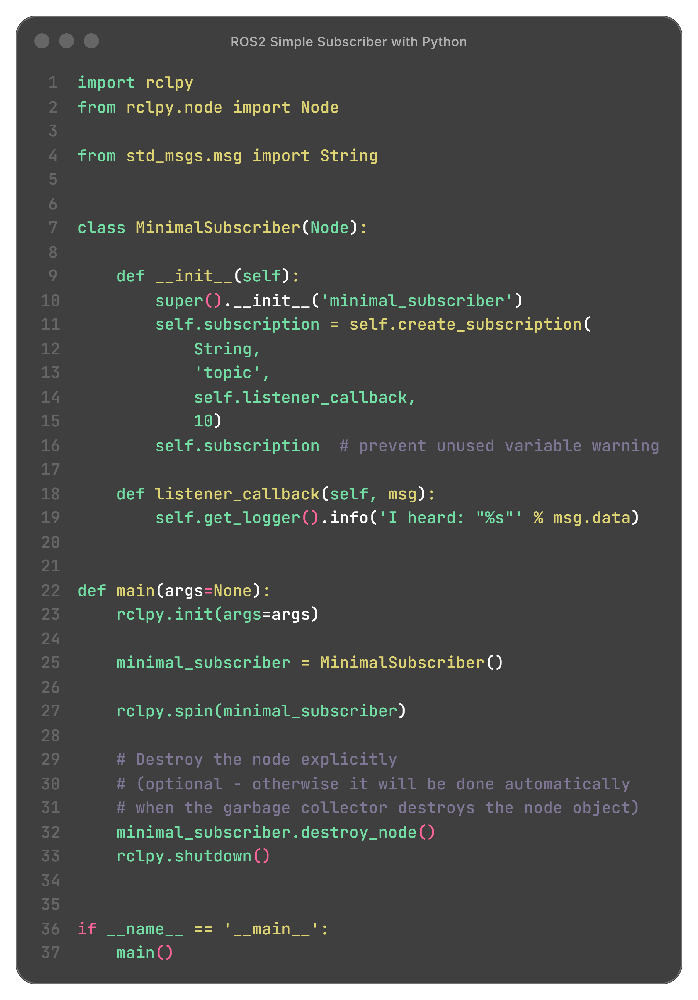 ROS2 Simple Subscriber with Python
1 import rclpy
2 from rclpy.node import Node
3
4 from std_msgs.msg import String
5
6
7 class MinimalSubscriber(Node):
8
9     def __init__(self):
10         super().__init__('minimal_subscriber')
11         self.subscription = self.create_subscription(
12             String,
13             'topic',
14             self.listener_callback,
15             10)
16         self.subscription  # prevent unused variable warning
17
18     def listener_callback(self, msg):
19         self.get_logger().info('I heard: "%s"' % msg.data)
20
21
22 def main(args=None):
23     rclpy.init(args=args)
24
25     minimal_subscriber = MinimalSubscriber()
26
27     rclpy.spin(minimal_subscriber)
28
29     # Destroy the node explicitly
30     # (optional - otherwise it will be done automatically
31     # when the garbage collector destroys the node object)
32     minimal_subscriber.destroy_node()
33     rclpy.shutdown()
34
35
36 if __name__ == '__main__':
37     main()